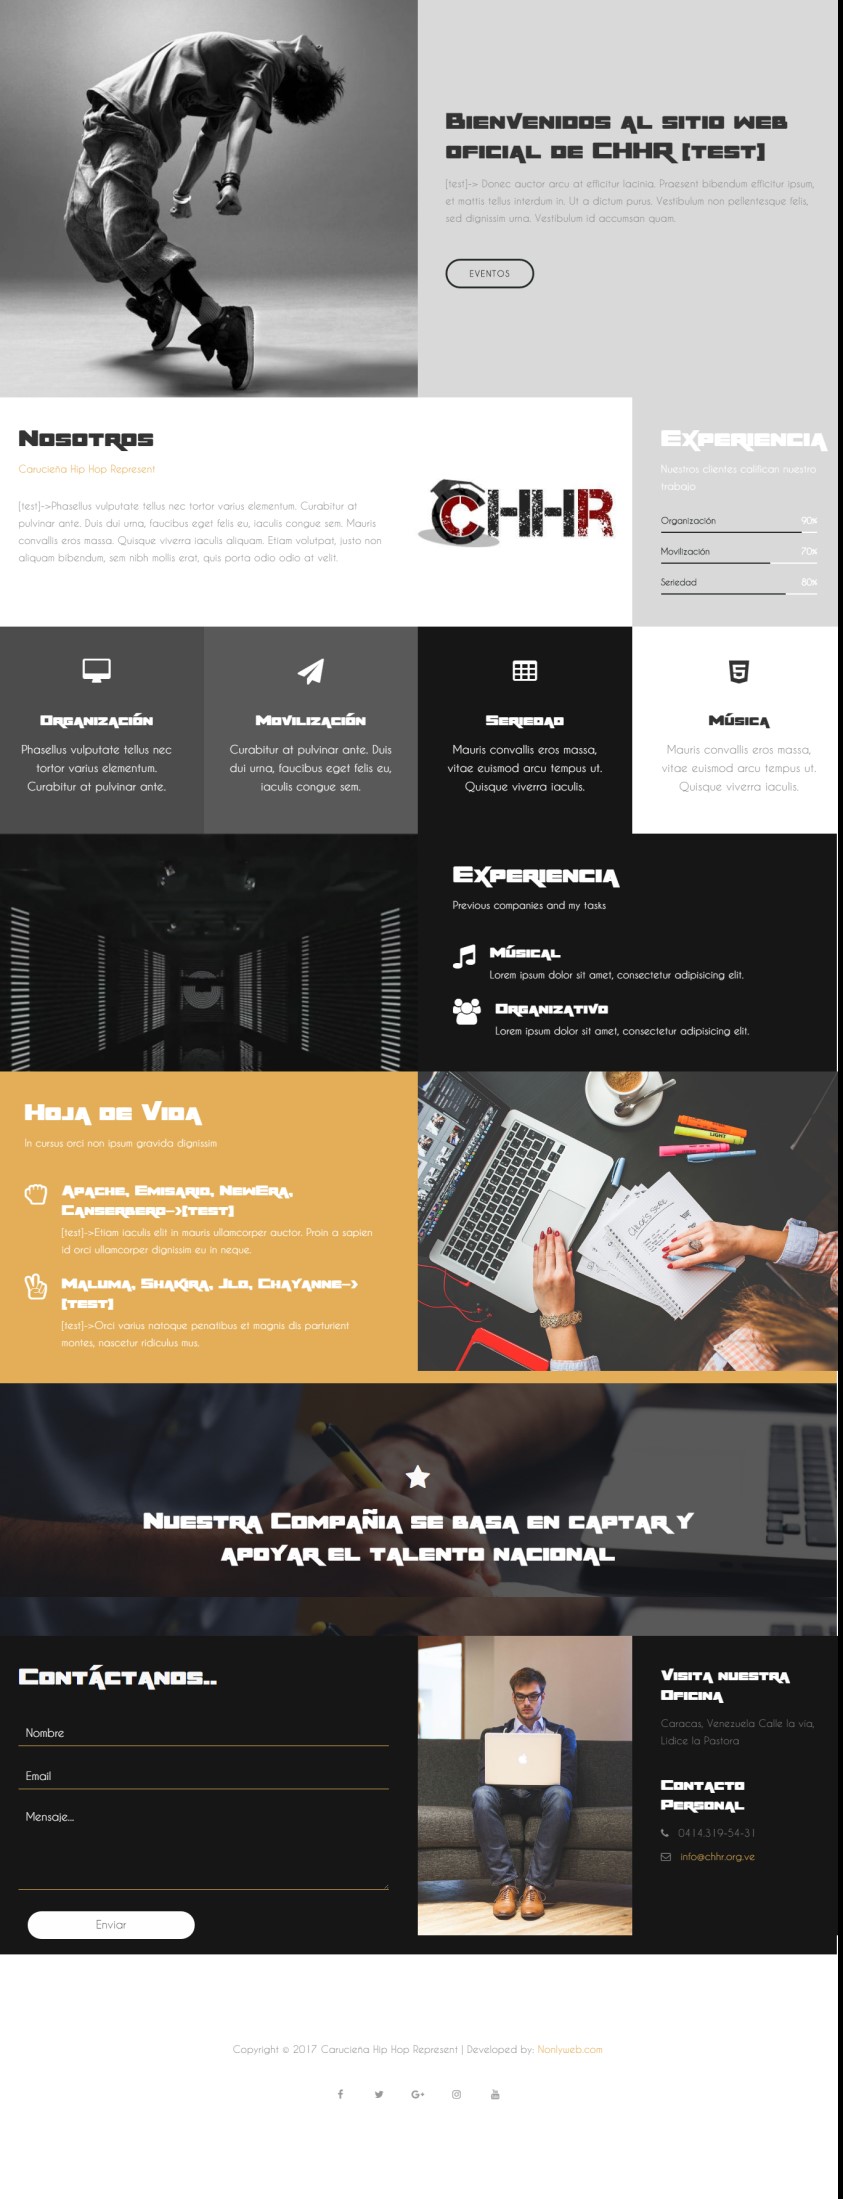 Bienvenidos al sitio web
oficial de CHHR [test]
[test]-> Donec auctor arcu at efficitur lacinia. Praesent bibendum efficitur ipsum,
et mattis tellus interdum in. Ut a dictum purus. Vestibulum non pellentesque felis,
sed dignissim urna. Vestibulum id accumsan quam.
EVENTOS
Nosotros
Carucieña Hip Hop Represent
[test]->Phasellus vulputate tellus nec tortor varius elementum. Curabitur at
pulvinar ante. Duis dui urna, faucibus eget felis eu, iaculis congue sem. Mauris
convallis eros massa. Quisque viverra iaculis aliquam. Etiam volutpat, justo non
aliquam bibendum, sem nibh mollis erat, quis porta odio odio at velit.
CHHR
Experiencia
Nuestros clientes califican nuestro
trabajo
Organización 90%
Movilización 70%
Seriedad 80%
Organización
Phasellus vulputate tellus nec
tortor varius elementum.
Curabitur at pulvinar ante.
Movilización
Curabitur at pulvinar ante. Duis
dui urna, faucibus eget felis eu,
iaculis congue sem.
Seriedad
Mauris convallis eros massa,
vitae euismod arcu tempus ut.
Quisque viverra iaculis.
Música
Mauris convallis eros massa,
vitae euismod arcu tempus ut.
Quisque viverra iaculis.
Experiencia
Previous companies and my tasks
Músical
Lorem ipsum dolor sit amet, consectetur adipisicing elit.
Organizativo
Lorem ipsum dolor sit amet, consectetur adipisicing elit.
Hoja de Vida
In cursus orci non ipsum gravida dignissim
Apache, Emisario, NewEra,
Canserbero->[test]
[test]->Etiam iaculis elit in mauris ullamcorper auctor. Proin a sapien
id orci ullamcorper dignissim eu in neque.
Maluma, Shakira, JLo, Chayanne->
[test]
[test]->Orci varius natoque penatibus et magnis dis parturient
montes, nascetur ridiculus mus.
LIGHT
Nuestra Compañia se basa en captar y
apoyar el talento nacional
Contáctanos..
Nombre
Email
Mensaje...
Enviar
Visita nuestra
Oficina
Caracas, Venezuela Calle la via,
Lidice la Pastora
Contacto
Personal
0414.319-54-31
info@chhr.org.ve
Copyright © 2017 Carucieña Hip Hop Represent | Developed by: Nonlyweb.com